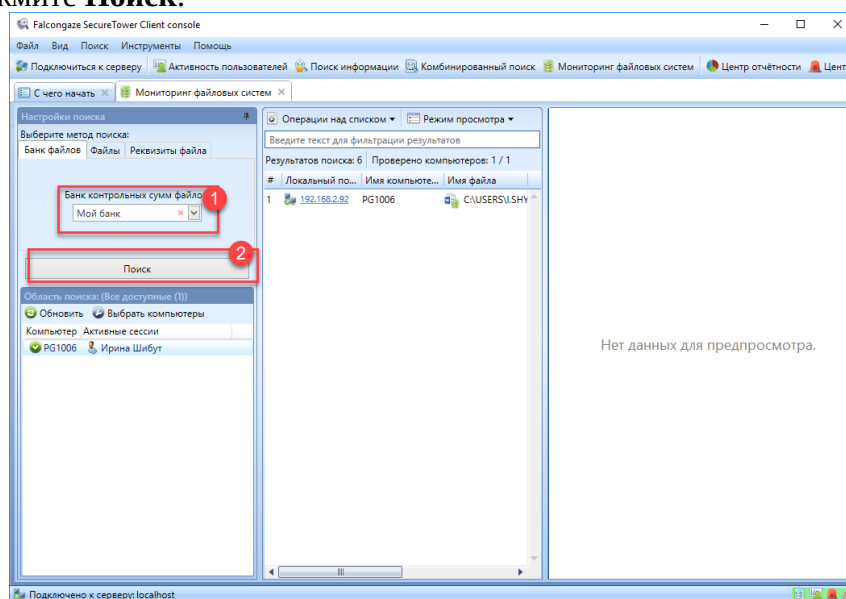 Поиск.
Falcongaze SecureTower Client console
Файл Вид Поиск Инструменты Помощь
Подключиться к серверу Активность пользователей Поиск информации Комбинированный поиск Мониторинг файловых систем Центр отчётности
С чего начать Мониторинг файловых систем
Настройки поиска
Выберите метод поиска:
Банк файлов Файлы Реквизиты файла
Банк контрольных сумм файло
1
Мой банк
2
Поиск
Область поиска: (Все доступные (1))
Обновить Выбрать компьютеры
Компьютер Активные сессии
PG1006 Ирина Шибут
Операции над списком Режим просмотра
Введите текст для фильтрации результатов
Результатов поиска: 6 Проверено компьютеров: 1 / 1
# Локальный по... Имя компьюте... Имя файла
1 192.168.2.92 PG1006 C:\USERS\I.SHY
Нет данных для предпросмотра.
Подключено к серверу: localhost